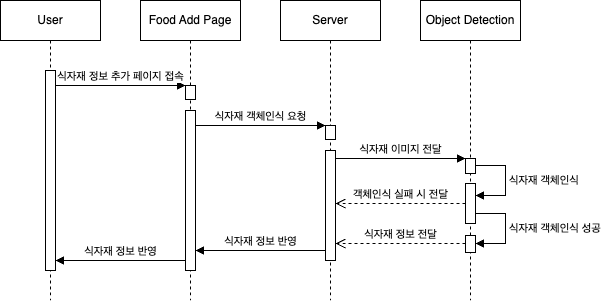 User
Food Add Page
Server
Object Detection
식자재 정보 추가 페이지 접속
식자재 객체인식 요청
식자재 이미지 전달
식자재 객체인식
객체인식 실패 시 전달
식자재 객체인식 성공
식자재 정보 전달
식자재 정보 반영
식자재 정보 반영